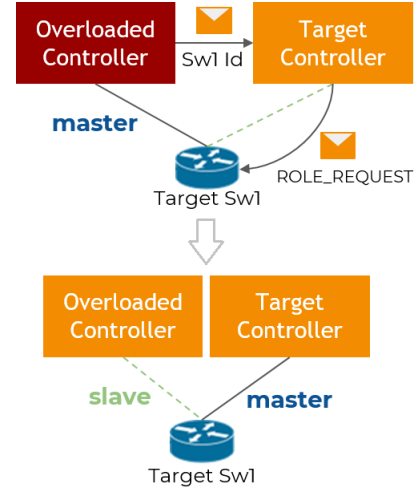 Overloaded
Controller
Sw1 Id
Target
Controller
master
ROLE_REQUEST
Target Sw1
Overloaded
Controller
Target
Controller
slave
master
Target Sw1